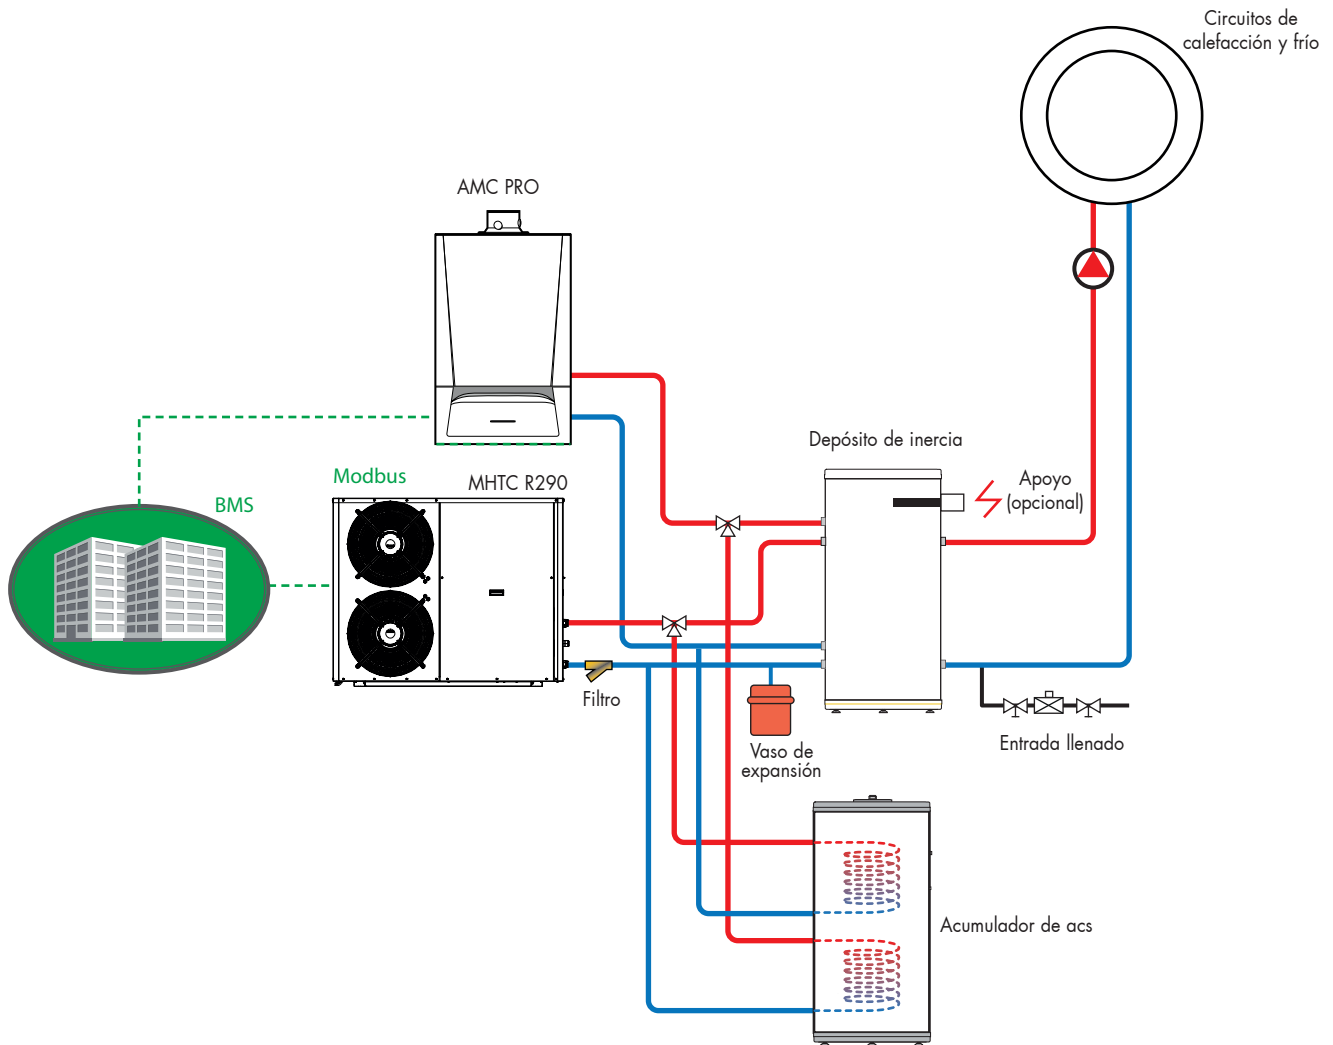 Circuitos de
calefacción y frío
AMC PRO
Depósito de inercia
Apoyo
(opcional)
Modbus
MHTC R290
BMS
Filtro
Vaso de
expansión
Entrada llenado
Acumulador de acs